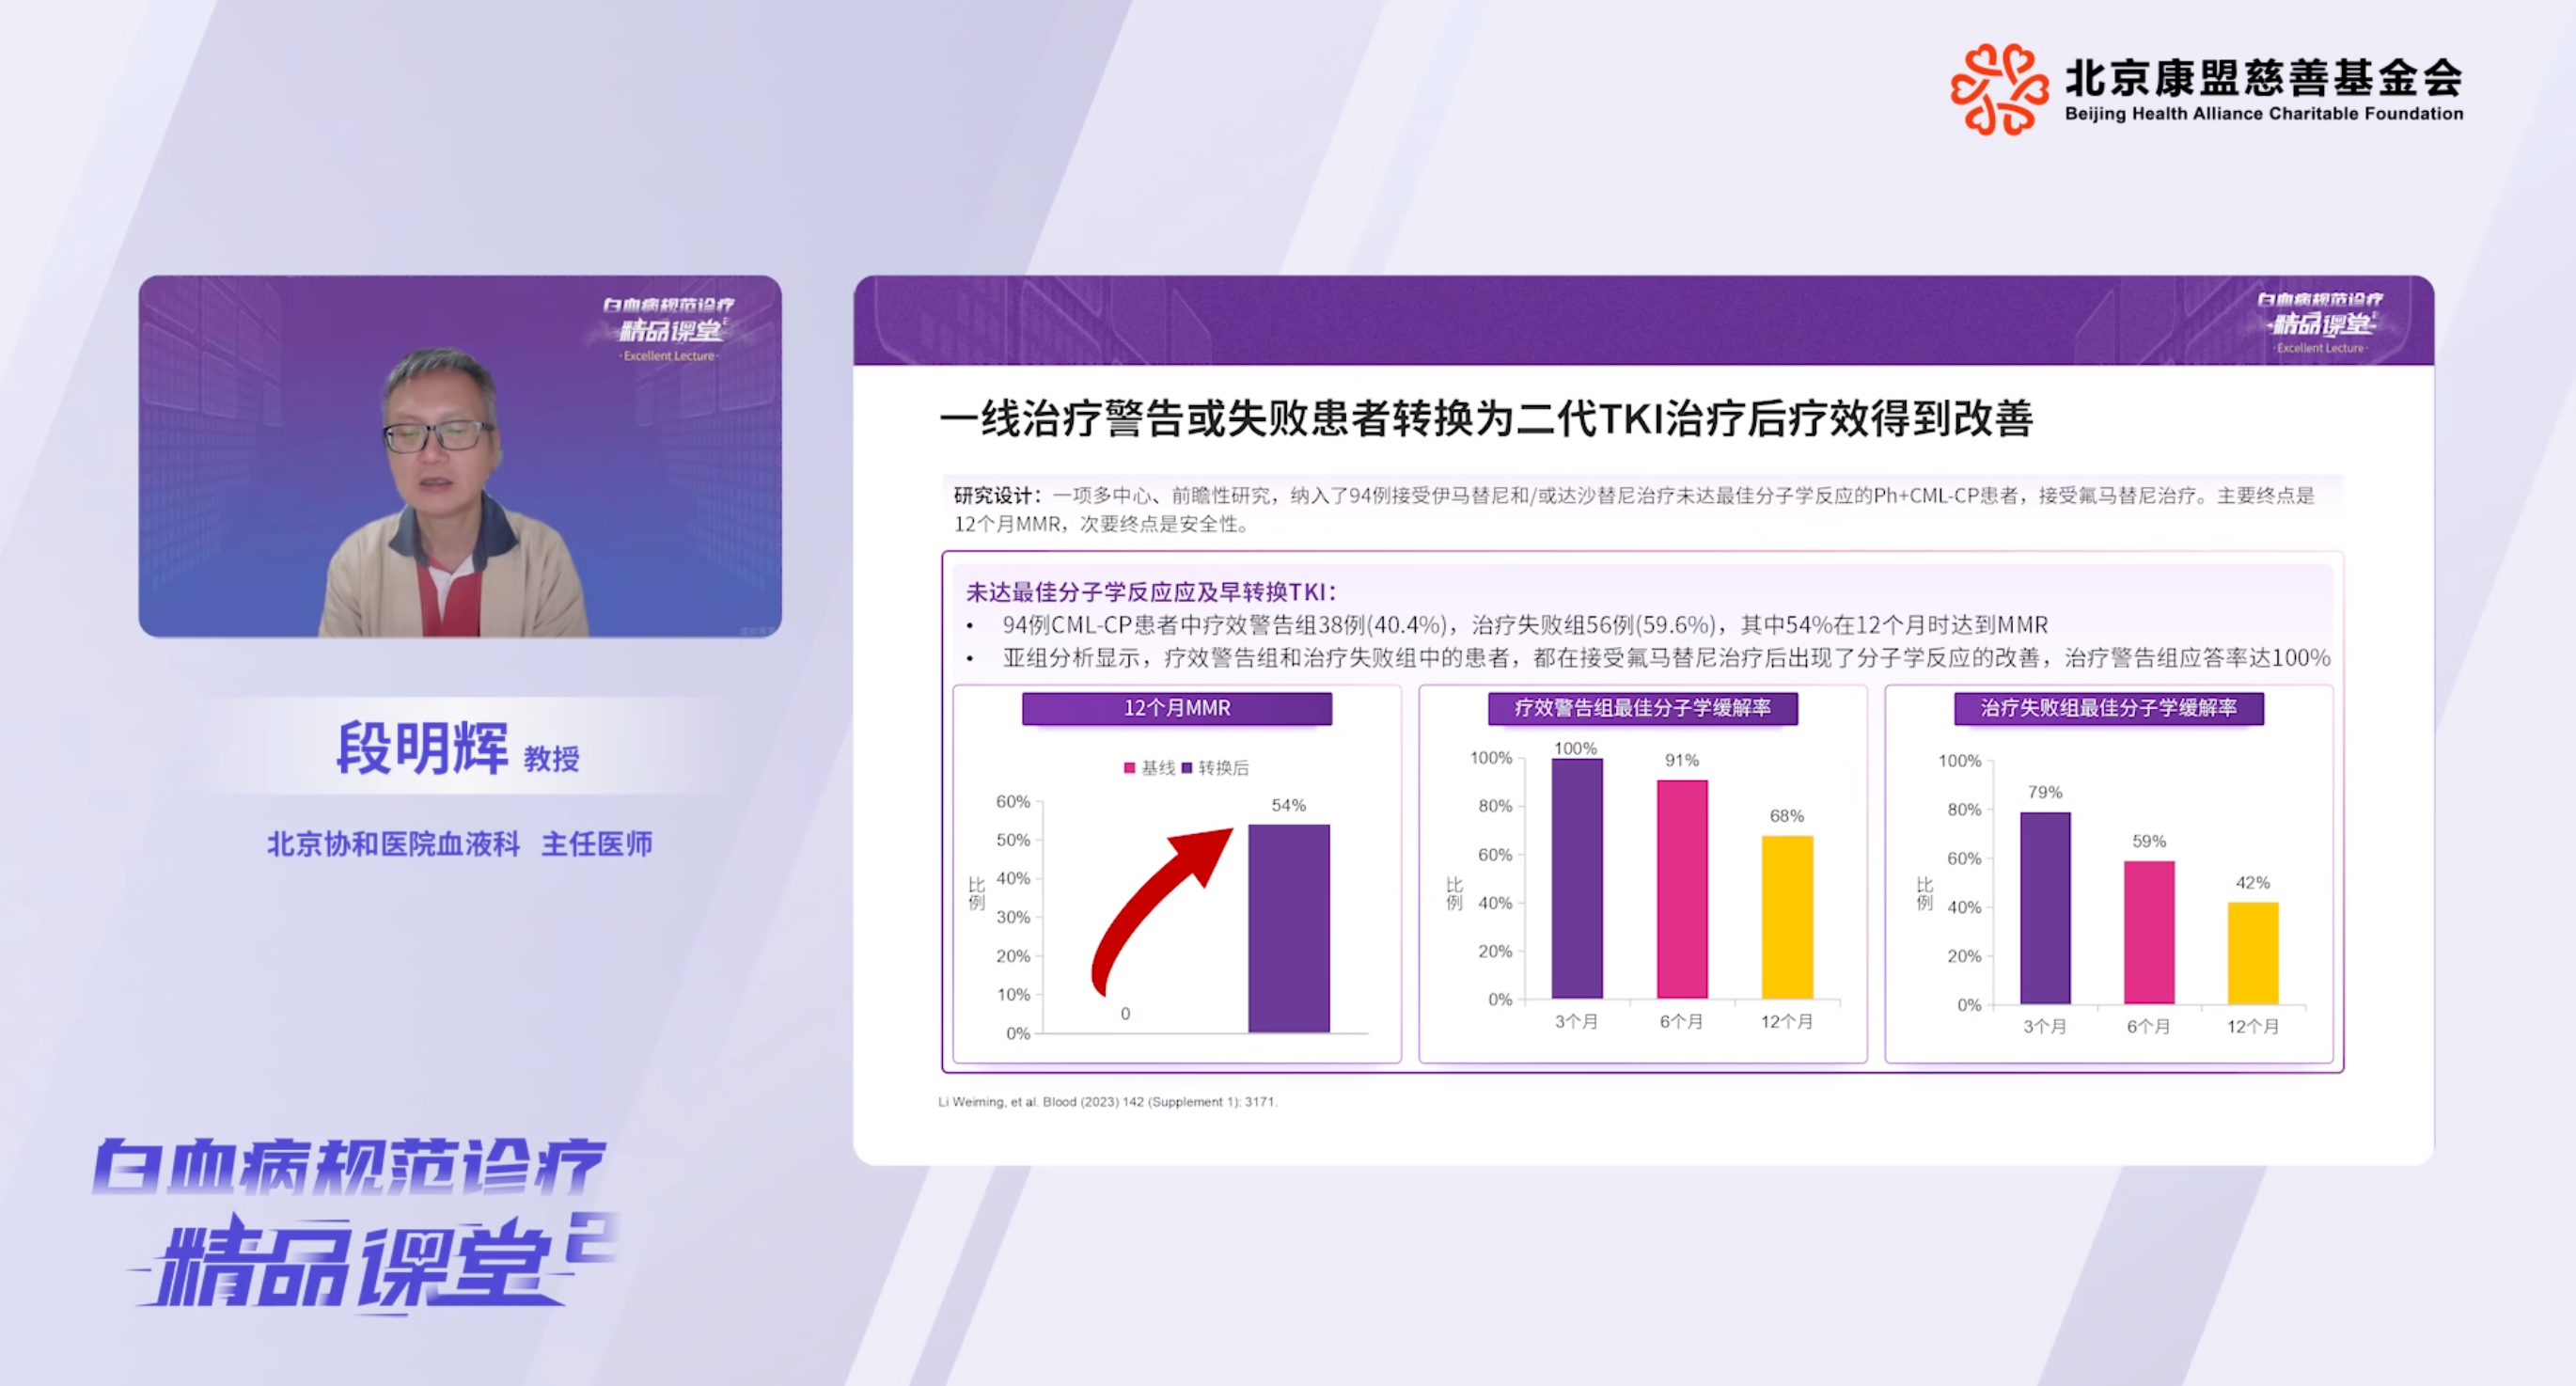 北京康盟慈善基金会
Beijing Health Alliance Charitable Foundation
白血病规范诊疗
精品课堂2
·Excellent Lecture·
段明辉 教授
北京协和医院血液科 主任医师
白血病规范诊疗
精品课堂2
白血病规范诊疗
精品课堂2
·Excellent Lecture·
一线治疗警告或失败患者转换为二代TKI治疗后疗效得到改善
研究设计：一项多中心、前瞻性研究，纳入了94例接受伊马替尼和/或达沙替尼治疗未达最佳分子学反应的Ph+CML-CP患者，接受氟马替尼治疗。主要终点是
12个月MMR，次要终点是安全性。
未达最佳分子学反应应及早转换TKI：
• 94例CML-CP患者中疗效警告组38例(40.4%)，治疗失败组56例(59.6%)，其中54%在12个月时达到MMR
• 亚组分析显示，疗效警告组和治疗失败组中的患者，都在接受氟马替尼治疗后出现了分子学反应的改善，治疗警告组应答率达100%
12个月MMR
基线 转换后
比例
60%
50%
40%
30%
20%
10%
0%
0
54%
疗效警告组最佳分子学缓解率
比例
100%
80%
60%
40%
20%
0%
100%
91%
68%
3个月 6个月 12个月
治疗失败组最佳分子学缓解率
比例
100%
80%
60%
40%
20%
0%
79%
59%
42%
3个月 6个月 12个月
Li Weiming, et al. Blood (2023) 142 (Supplement 1): 3171.